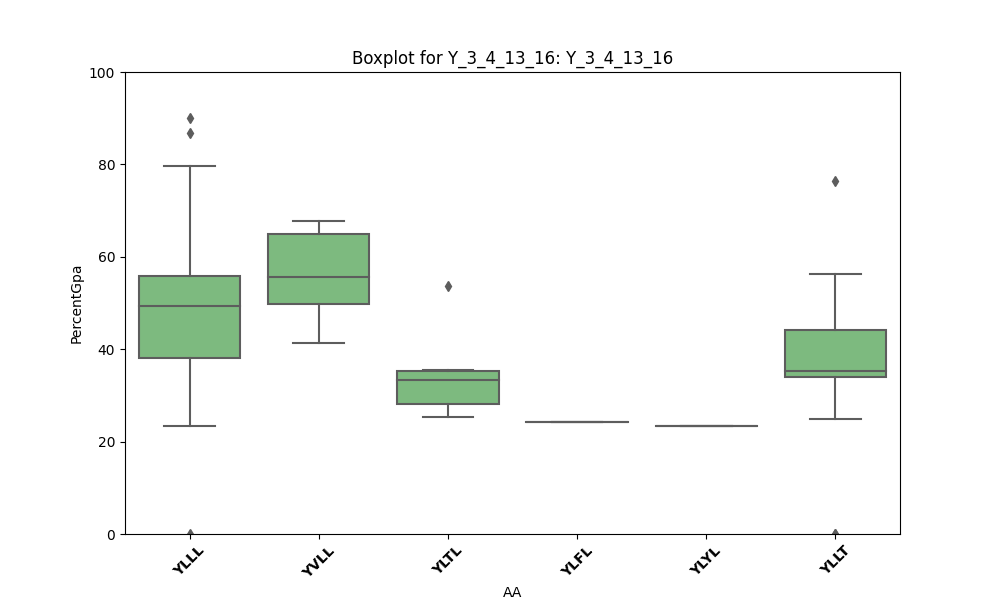 Boxplot for Y_3_4_13_16: Y_3_4_13_16
100
80
60
40
20
0
PercentGpa
YLLL
YVLL
YLTL
YLFL
YLYL
YLLT
AA